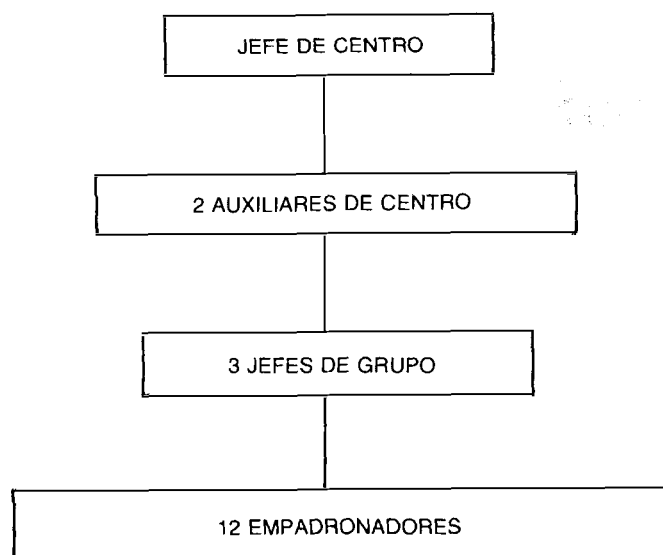 JEFE DE CENTRO
2 AUXILIARES DE CENTRO
3 JEFES DE GRUPO
12 EMPADRONADORES